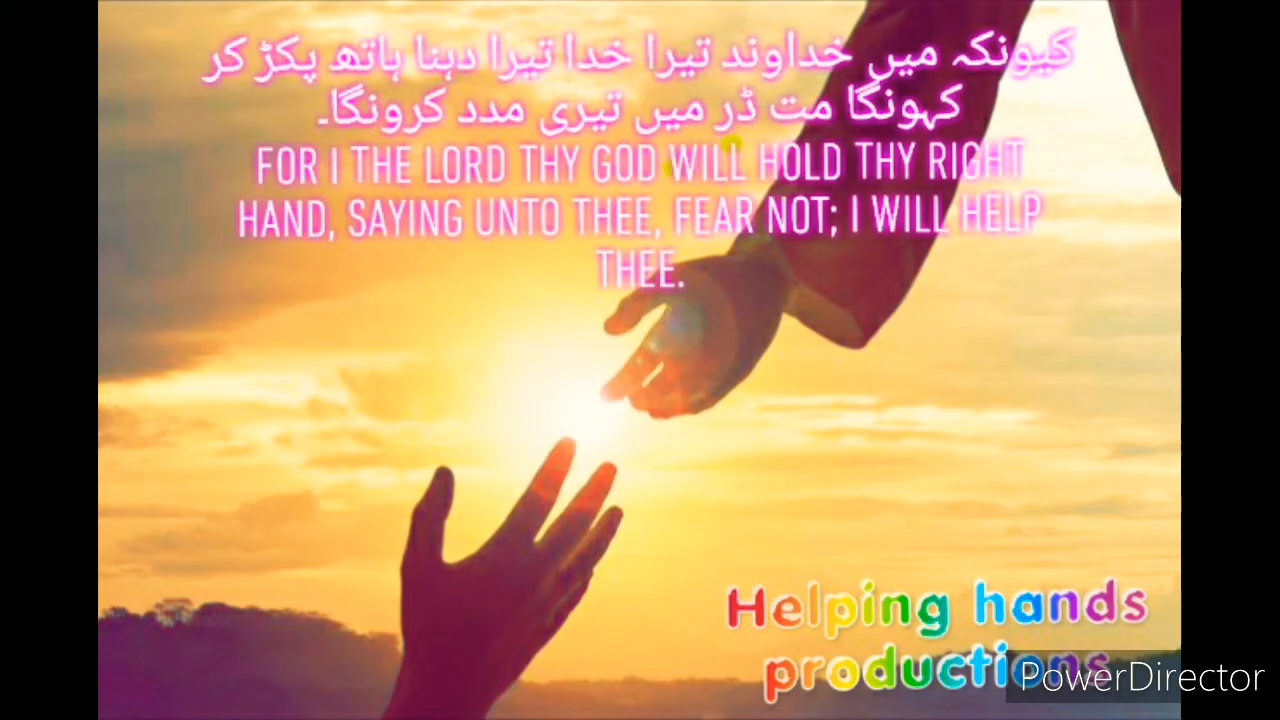 کیونکہ میں خداوند تیرا خدا تیرا دہنا ہاتھ پکڑ کر
کہونگا مت ڈر میں تیری مدد کرونگا۔
FOR I THE LORD THY GOD WILL HOLD THY RIGHT
HAND, SAYING UNTO THEE, FEAR NOT; I WILL HELP
THEE.
Helping hands
productions
PowerDirector